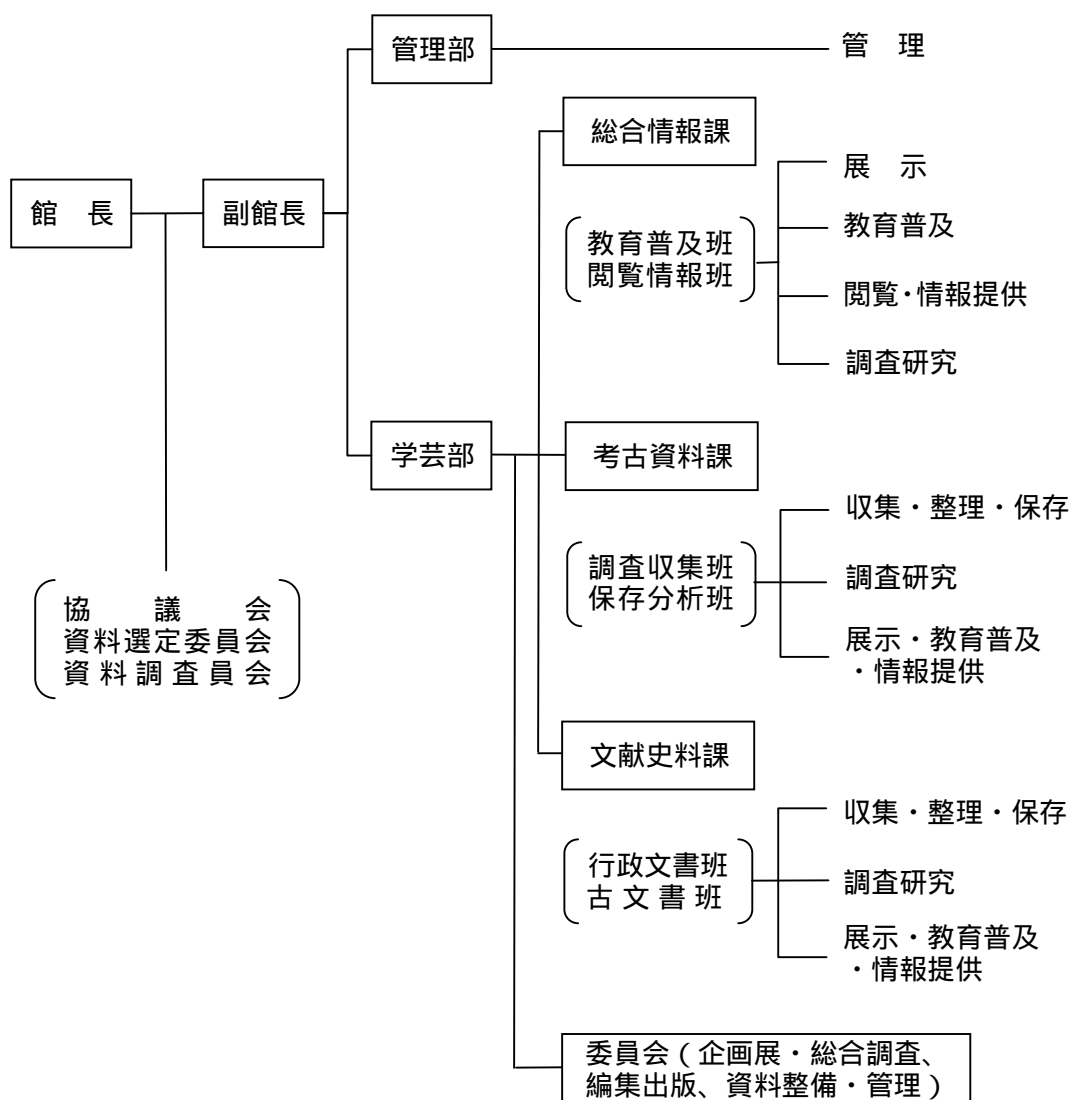 管理部
管　理
総合情報課
展　示
館　長
副館長
教育普及班
閲覧情報班
教育普及
閲覧・情報提供
調査研究
学芸部
考古資料課
収集・整理・保存
調査収集班
保存分析班
調査研究
展示・教育普及
・情報提供
協　議　会
資料選定委員会
資料調査員会
文献史料課
収集・整理・保存
行政文書班
古文書班
調査研究
展示・教育普及
・情報提供
委員会（企画展・総合調査、
編集出版、資料整備・管理）